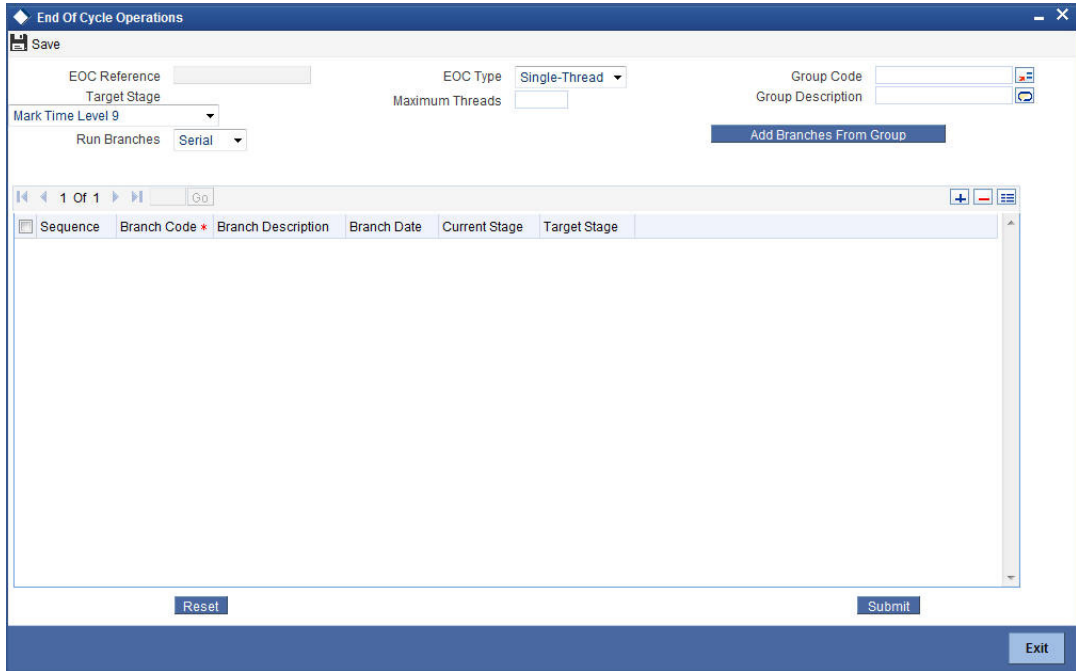 End Of Cycle Operations
Save
EOC Reference
EOC Type Single-Thread
Group Code
Target Stage
Mark Time Level 9
Maximum Threads
Group Description
Run Branches Serial
Add Branches From Group
1 Of 1 Go
Sequence Branch Code * Branch Description Branch Date Current Stage Target Stage
Reset Submit
Exit